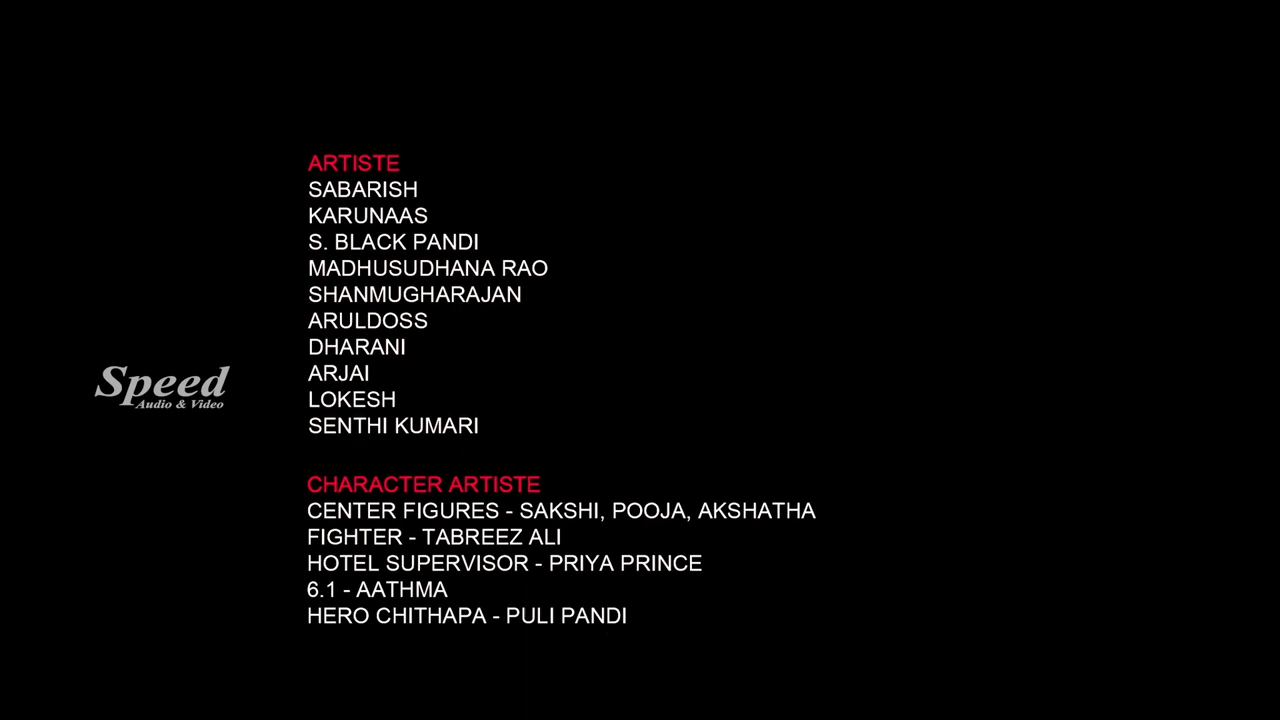 ARTISTE
SABARISH
KARUNAAS
S. BLACK PANDI
MADHUSUDHANA RAO
SHANMUGHARAJAN
ARULDOSS
DHARANI
ARJAI
LOKESH
SENTHI KUMARI
Speed
Audio & Video
CHARACTER ARTISTE
CENTER FIGURES - SAKSHI, POOJA, AKSHATHA
FIGHTER - TABREEZ ALI
HOTEL SUPERVISOR - PRIYA PRINCE
6.1 - AATHMA
HERO CHITHAPA - PULI PANDI